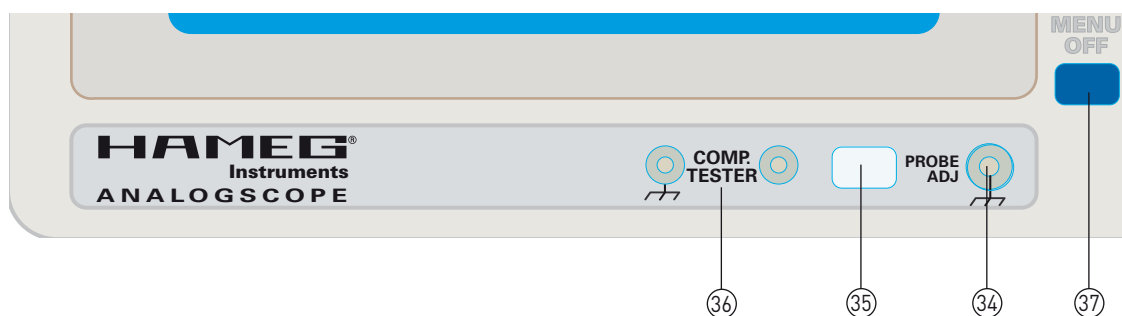 MENU
OFF
HAMEG®
Instruments
ANALOGSCOPE
COMP.
TESTER
PROBE
ADJ
36
35
34
37